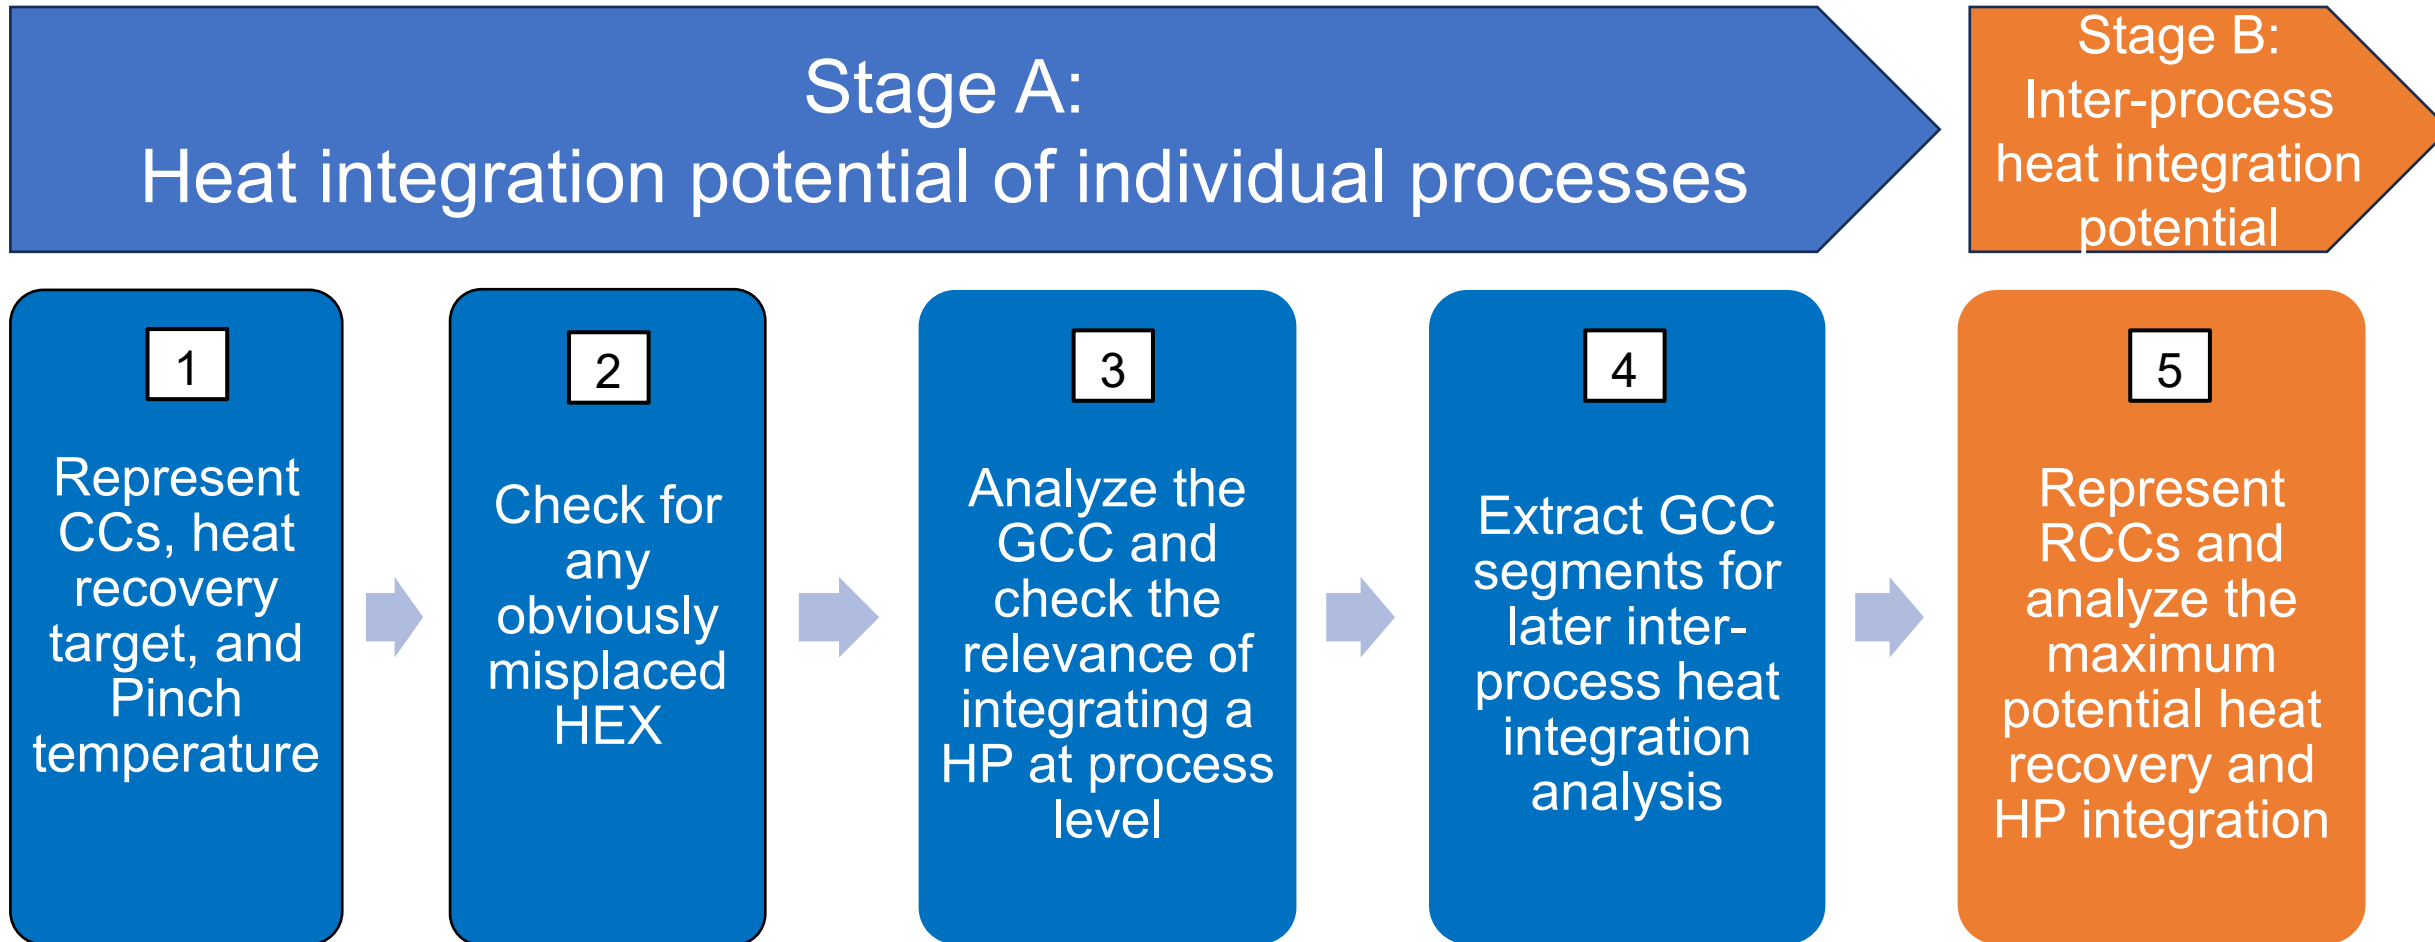 Stage A:
Heat integration potential of individual processes
Stage B:
Inter-process
heat integration
potential
1
Represent
CCs, heat
recovery
target, and
Pinch
temperature
2
Check for
any
obviously
misplaced
HEX
3
Analyze the
GCC and
check the
relevance of
integrating a
HP at process
level
4
Extract GCC
segments for
later inter-
process heat
integration
analysis
5
Represent
RCCs and
analyze the
maximum
potential heat
recovery and
HP integration